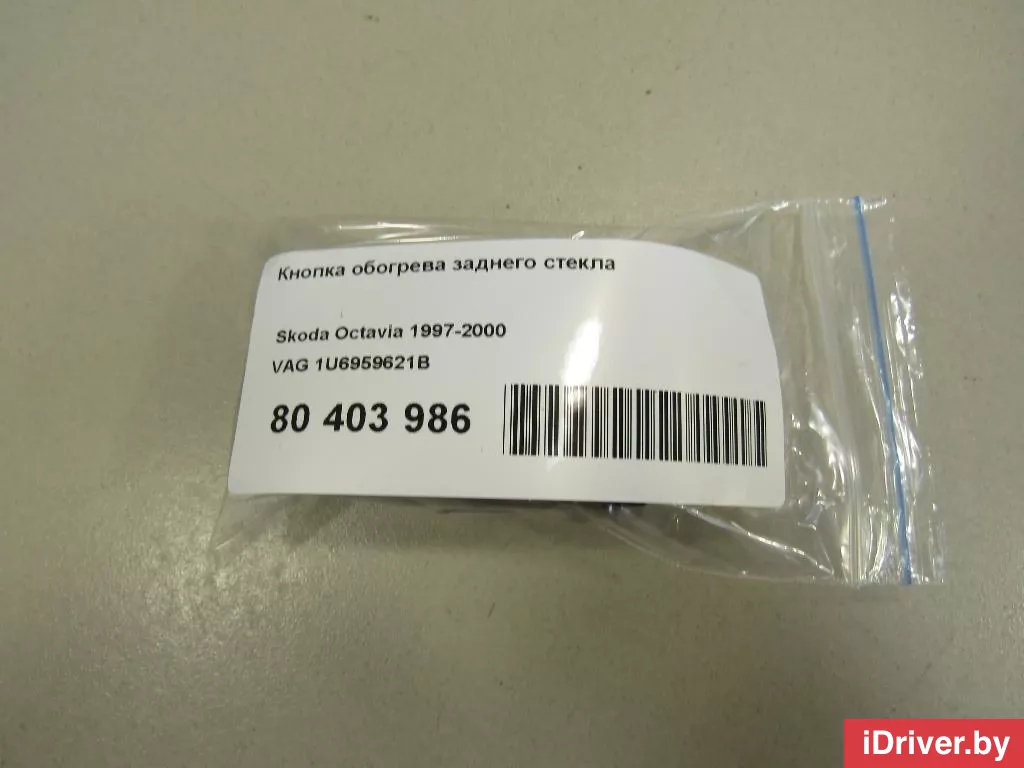 Кнопка обогрева заднего стекла
Skoda Octavia 1997-2000
VAG 1U6959621B
80 403 986
iDriver.by